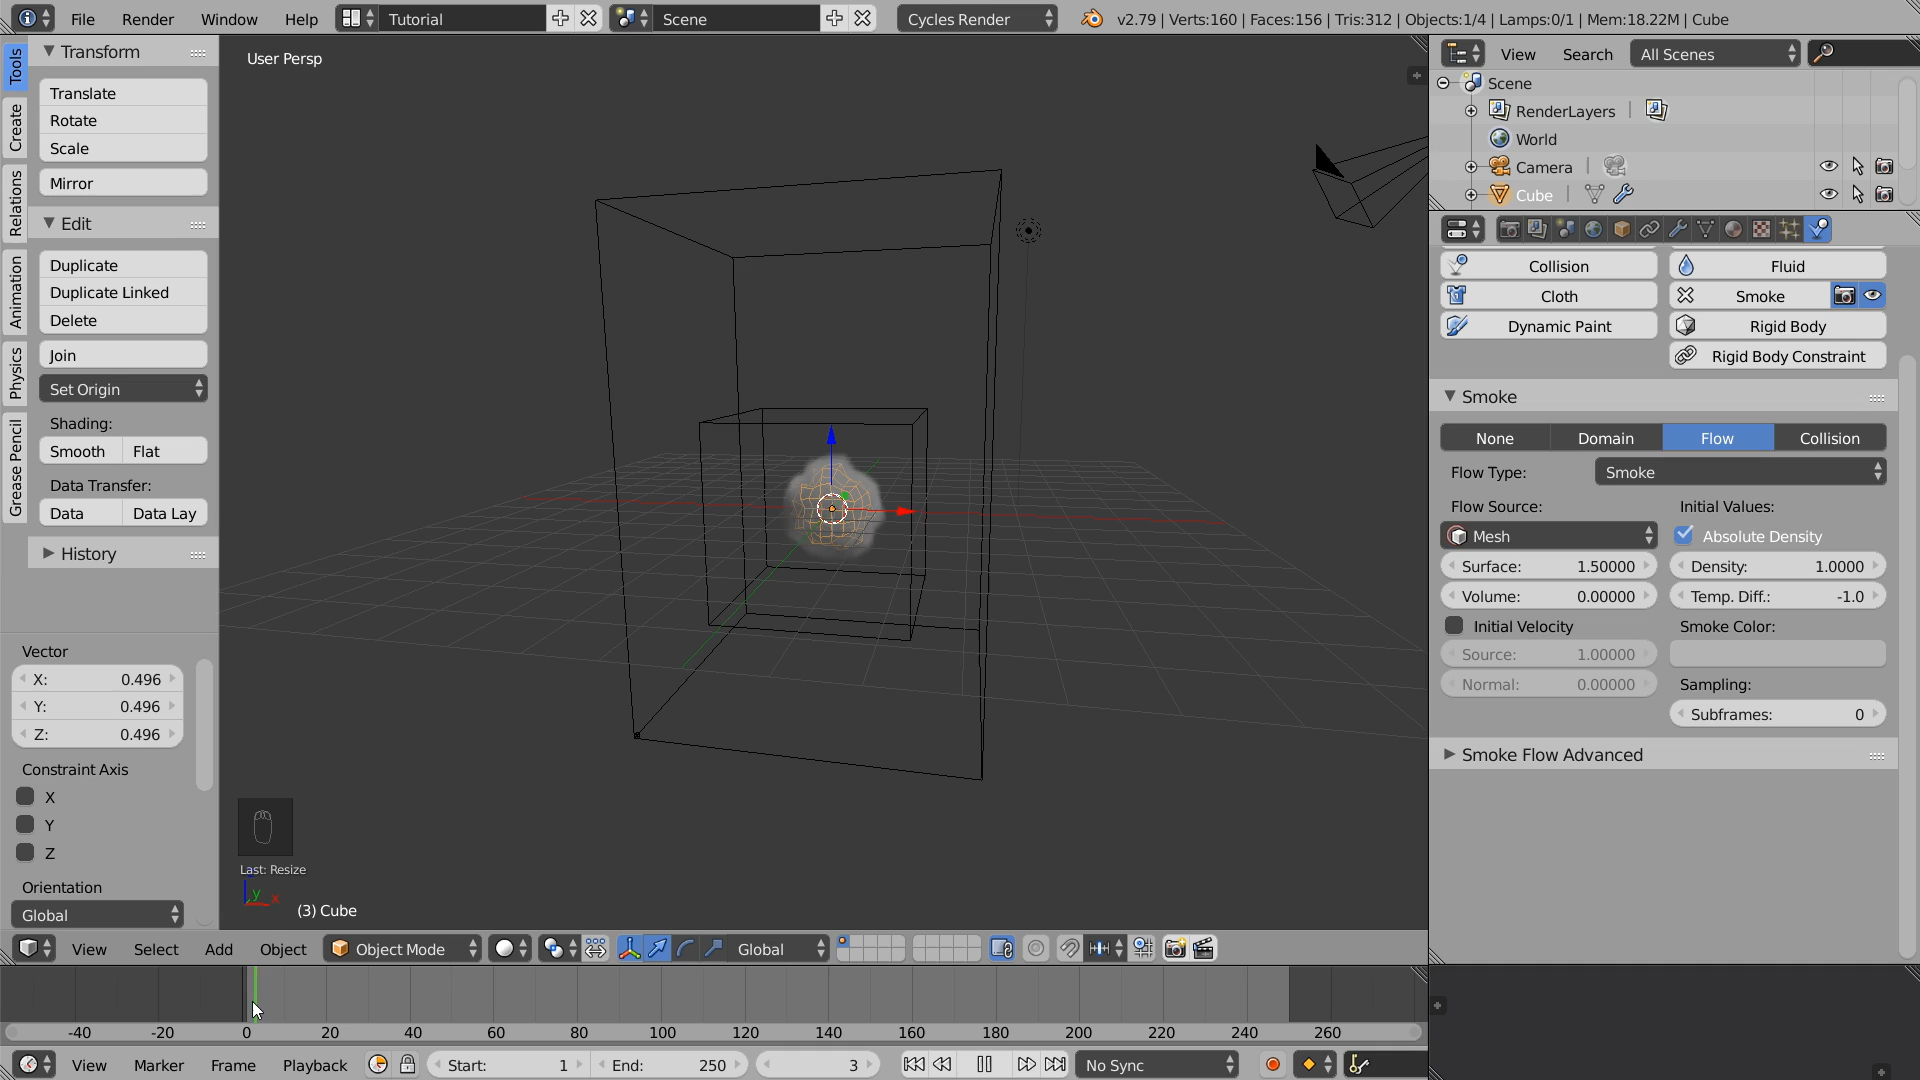 File Render Window Help Tutorial Scene Cycles Render v2.79 | Verts:160 | Faces:156 | Tris:312 | Objects:1/4 | Lamps:0/1 | Mem:18.22M | Cube
Tools
Create
Relations
Animation
Physics
Grease Pencil
Transform
Translate
Rotate
Scale
Mirror
Edit
Duplicate
Duplicate Linked
Delete
Join
Set Origin
Shading:
Smooth Flat
Data Transfer:
Data Data Lay
History
Vector
X: 0.496
Y: 0.496
Z: 0.496
Constraint Axis
X
Y
Z
Orientation
Global
User Persp
Last: Resize
y x
(3) Cube
View Search All Scenes
Scene
RenderLayers
World
Camera
Cube
Collision Fluid
Cloth Smoke
Dynamic Paint Rigid Body
Rigid Body Constraint
Smoke
None Domain Flow Collision
Flow Type: Smoke
Flow Source: Initial Values:
Mesh Absolute Density
Surface: 1.50000 Density: 1.0000
Volume: 0.00000 Temp. Diff.: -1.0
Initial Velocity Smoke Color:
Source: 1.00000
Normal: 0.00000 Sampling:
Subframes: 0
Smoke Flow Advanced
View Select Add Object Object Mode Global
-40 -20 0 20 40 60 80 100 120 140 160 180 200 220 240 260
View Marker Frame Playback Start: 1 End: 250 3 No Sync